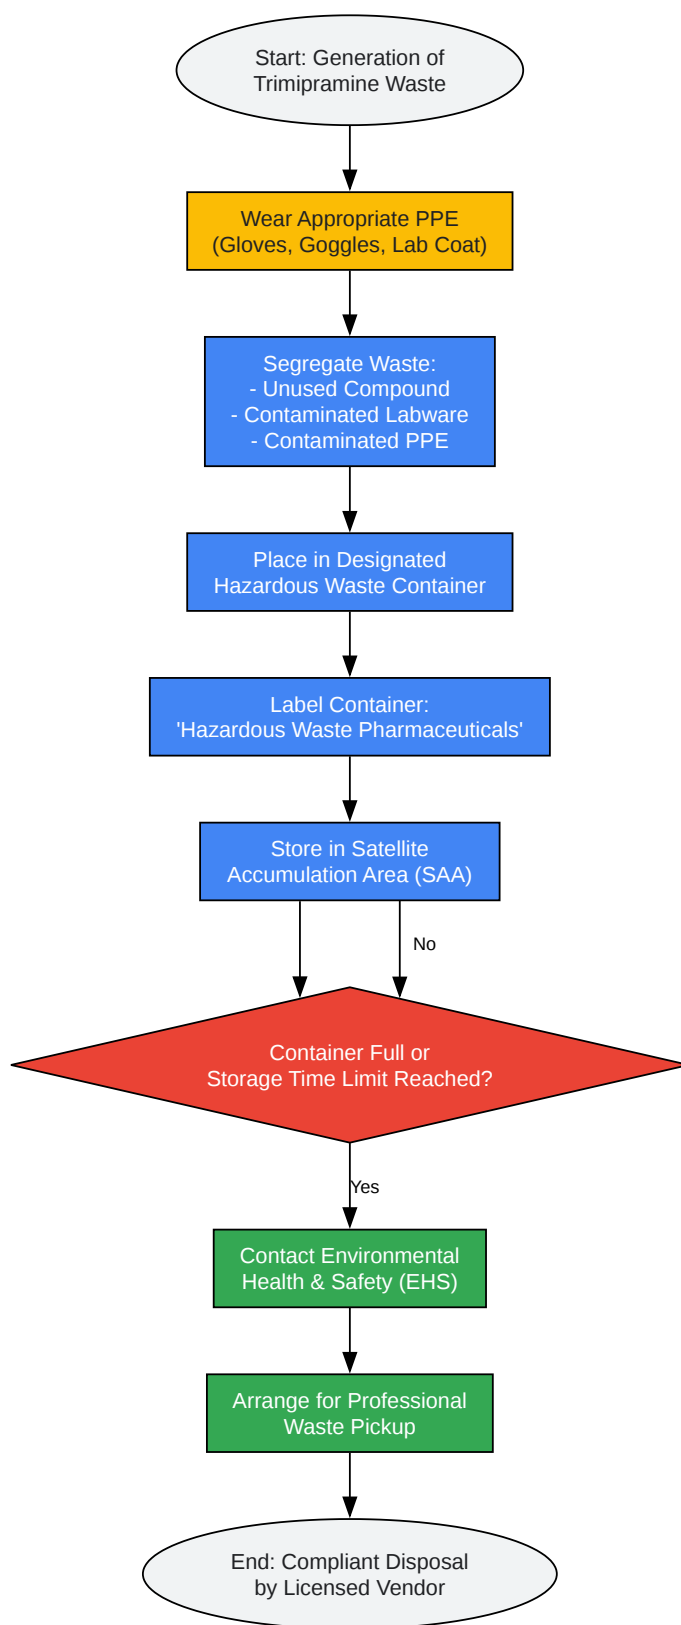 Start: Generation of
Trimipramine Waste
Wear Appropriate PPE
(Gloves, Goggles, Lab Coat)
Segregate Waste:
- Unused Compound
- Contaminated Labware
- Contaminated PPE
Place in Designated
Hazardous Waste Container
Label Container:
'Hazardous Waste Pharmaceuticals'
Store in Satellite
Accumulation Area (SAA)
No
Container Full or
Storage Time Limit Reached?
Yes
Contact Environmental
Health & Safety (EHS)
Arrange for Professional
Waste Pickup
End: Compliant Disposal
by Licensed Vendor